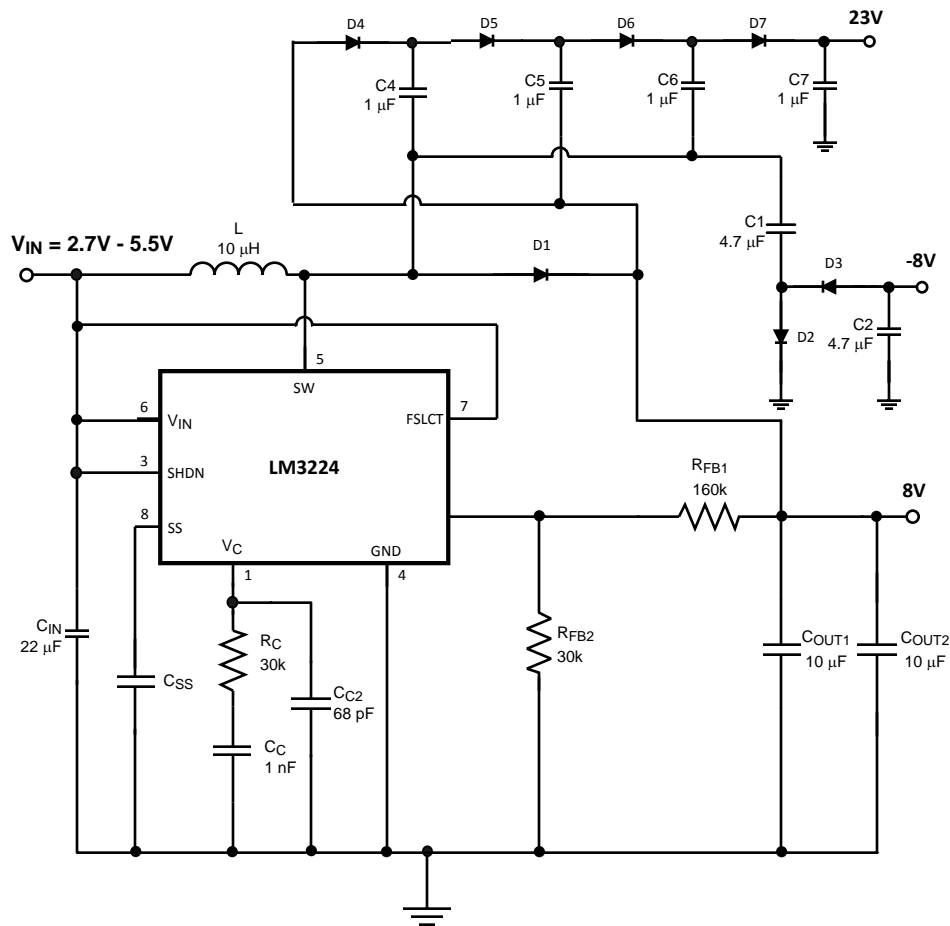 D4
D5
D6
D7
23V
C4
1 μF
C5
1 μF
C6
1 μF
C7
1 μF
VIN = 2.7V - 5.5V
L
10 μH
D1
C1
4.7 μF
D3
-8V
D2
C2
4.7 μF
5
SW
6
VIN
FSLCT
7
3
SHDN
LM3224
8
SS
VC
GND
1
4
RFB1
160k
8V
CIN
22 μF
CSS
RC
30k
CC2
68 pF
CC
1 nF
RFB2
30k
COUT1
10 μF
COUT2
10 μF